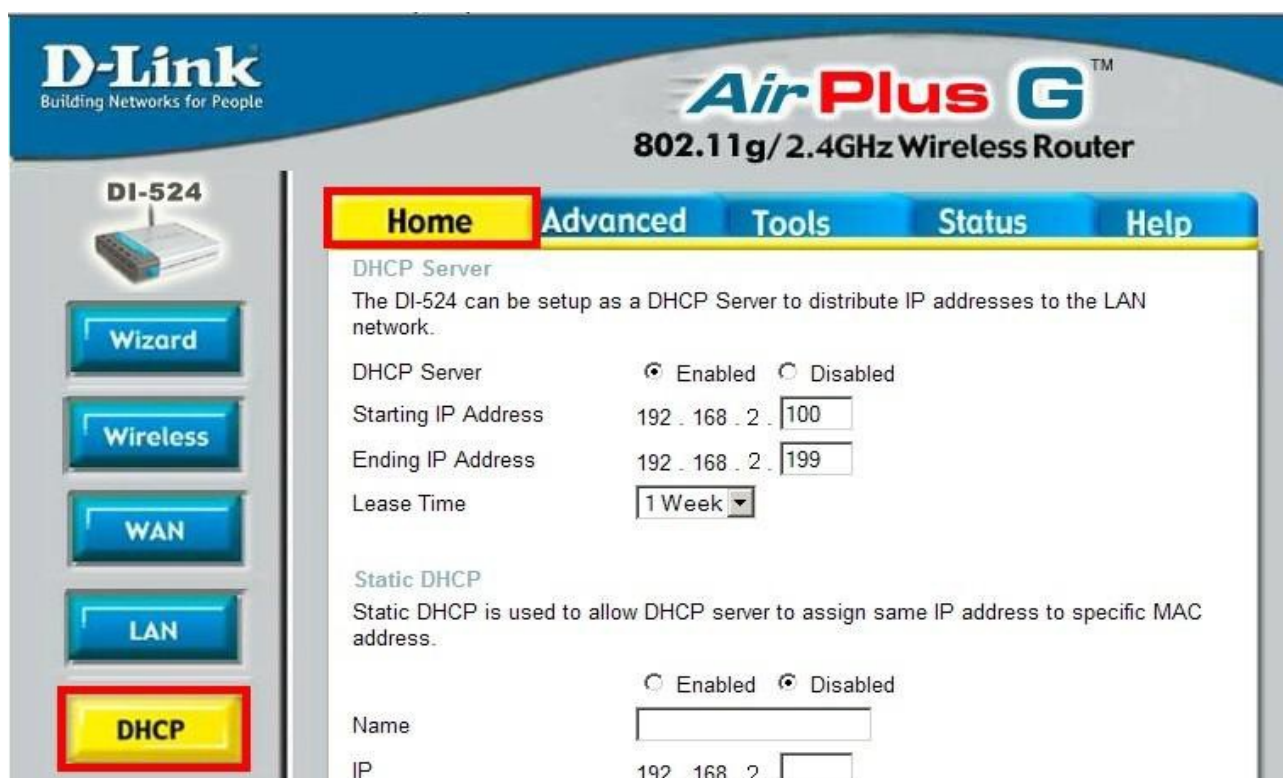 D-Link
Building Networks for People
AirPlus G™
802.11g/2.4GHz Wireless Router
DI-524
Home Advanced Tools Status Help
Wizard
Wireless
WAN
LAN
DHCP
DHCP Server
The DI-524 can be setup as a DHCP Server to distribute IP addresses to the LAN
network.
DHCP Server Enabled Disabled
Starting IP Address 192 . 168 . 2 . 100
Ending IP Address 192 . 168 . 2 . 199
Lease Time 1 Week
Static DHCP
Static DHCP is used to allow DHCP server to assign same IP address to specific MAC
address.
Enabled Disabled
Name
IP 192 . 168 . 2 .